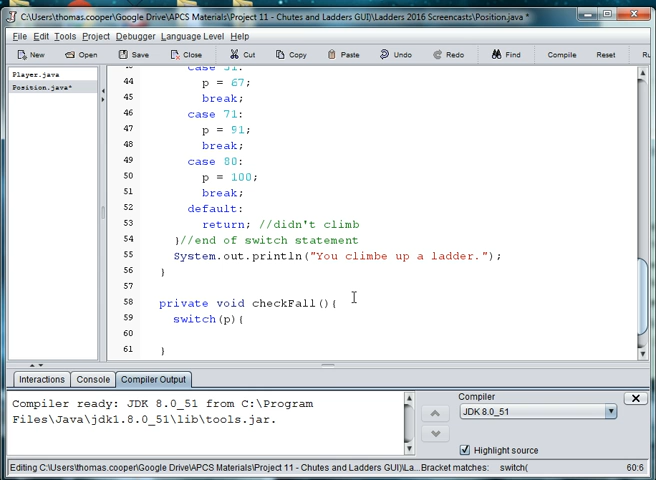 C:\Users\thomas.cooper\Google Drive\APCS Materials\Project 11 - Chutes and Ladders GUI\Ladders 2016 Screencasts\Position.java *
File Edit Tools Project Debugger Language Level Help
New Open Save Close Cut Copy Paste Undo Redo Find Compile Reset Ru
Player.java
Position.java*
case 51:
44 p = 67;
45 break;
46 case 71:
47 p = 91;
48 break;
49 case 80:
50 p = 100;
51 break;
52 default:
53 return; //didn't climb
54 }//end of switch statement
55 System.out.println("You climbe up a ladder.");
56 }
57
58 private void checkFall(){
59 switch(p){
60
61 }
Interactions Console Compiler Output
Compiler ready: JDK 8.0_51 from C:\Program
Files\Java\jdk1.8.0_51\lib\tools.jar.
Compiler
JDK 8.0_51
Highlight source
Editing C:\Users\thomas.cooper\Google Drive\APCS Materials\Project 11 - Chutes and Ladders GUI\La...Bracket matches: switch( 60:6